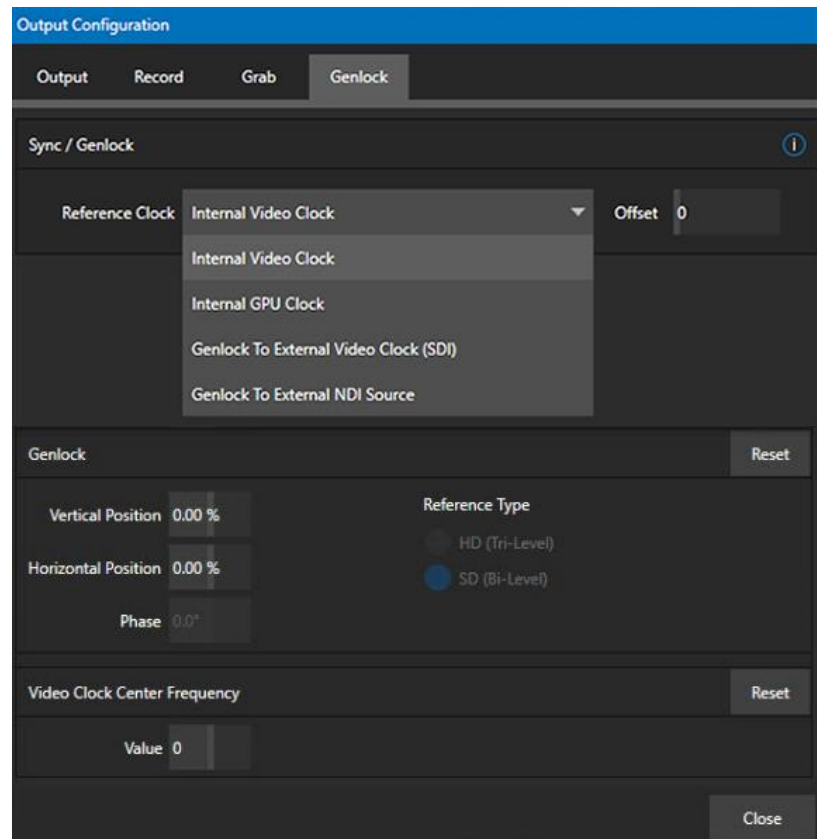 Output Configuration
Output Record Grab Genlock
Sync / Genlock
Reference Clock Internal Video Clock Offset 0
Internal Video Clock
Internal GPU Clock
Genlock To External Video Clock (SDI)
Genlock To External NDI Source
Genlock Reset
Vertical Position 0.00 % Reference Type
HD (Tri-Level)
Horizontal Position 0.00 %
SD (Bi-Level)
Phase 0.0°
Video Clock Center Frequency Reset
Value 0
Close